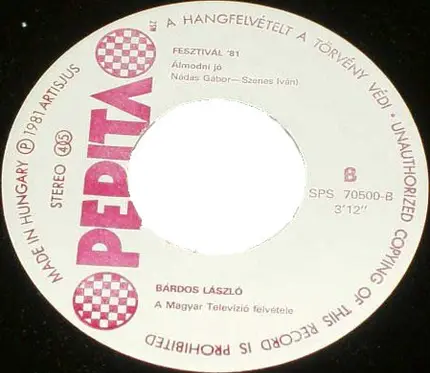 MADE IN HUNGARY Ⓟ 1981 ARTISJUS
A HANGFELVÉTELT A TÖRVÉNY VÉDI · UNAUTHORIZED COPYING OF THIS RECORD IS PROHIBITED
STEREO 45
PEPITA
FESZTIVÁL '81
Álmodni jó
Nádas Gábor—Szenes Iván)
B
SPS 70500-B
3'12"
BÁRDOS LÁSZLÓ
A Magyar Televízió felvétele